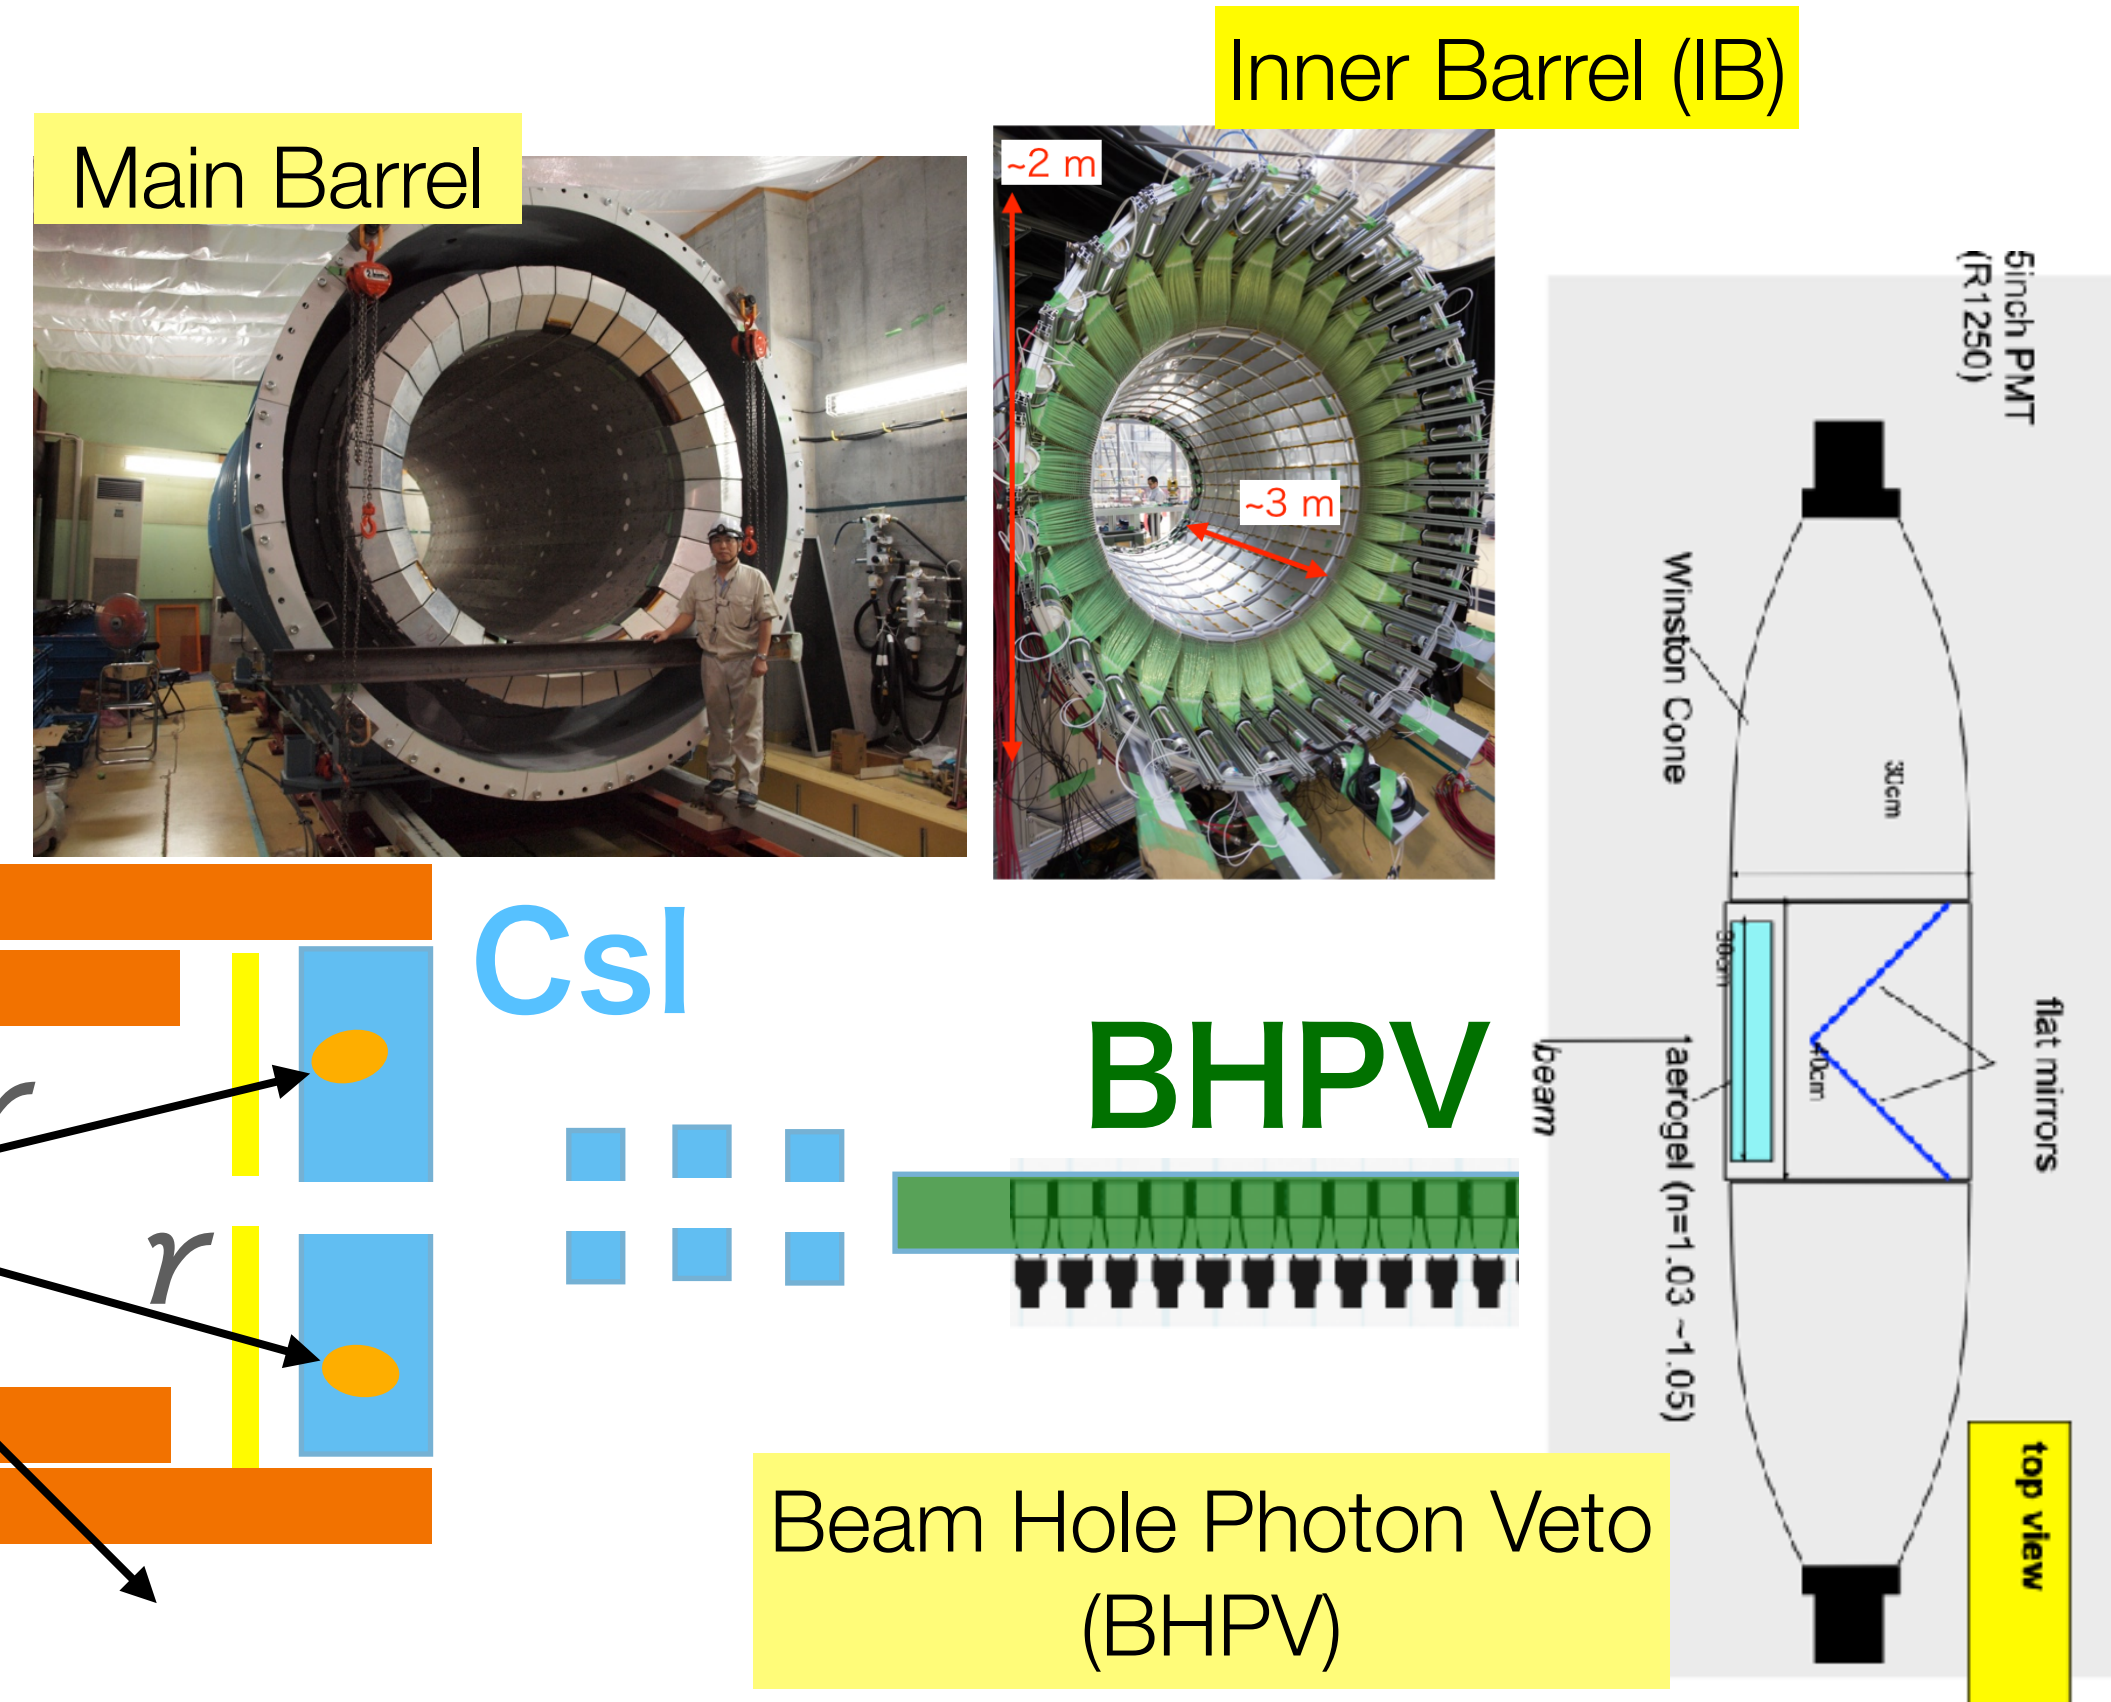 Inner Barrel (IB)
Main Barrel
~2 m
~3 m
5inch PMT
(R1250)
Winston Cone
30cm
CsI
30cm
40cm
flat mirrors
BHPV
beam
aerogel (n=1.03 ~1.05)
γ
γ
top view
Beam Hole Photon Veto
(BHPV)